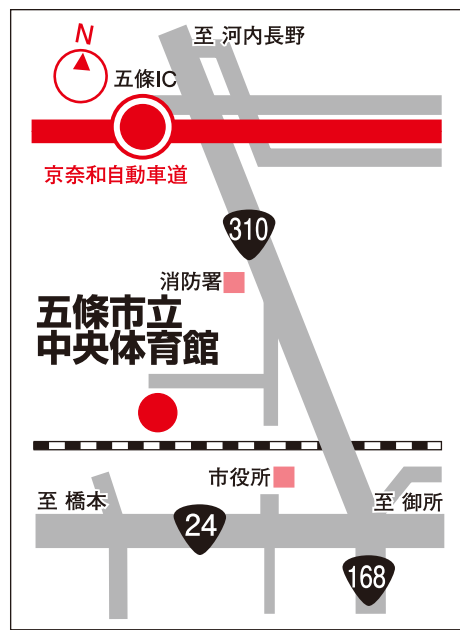 N
至 河内長野
五條IC
京奈和自動車道
310
消防署
五條市立
中央体育館
市役所
至 橋本
至 御所
24
168